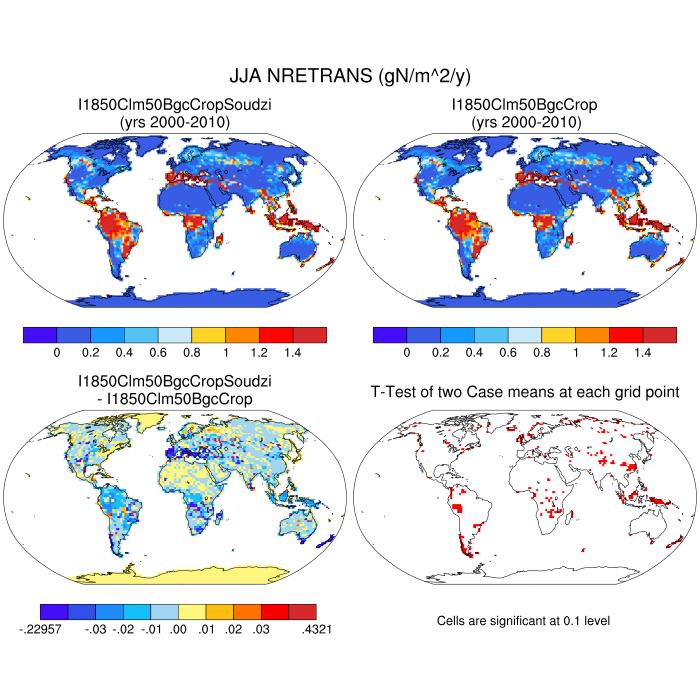 JJA NRETRANS (gN/m^2/y)
I1850Clm50BgcCropSoudzi
(yrs 2000-2010)
I1850Clm50BgcCrop
(yrs 2000-2010)
0 0.2 0.4 0.6 0.8 1 1.2 1.4
0 0.2 0.4 0.6 0.8 1 1.2 1.4
I1850Clm50BgcCropSoudzi
- I1850Clm50BgcCrop
T-Test of two Case means at each grid point
-.22957 -.03 -.02 -.01 .00 .01 .02 .03 .4321
Cells are significant at 0.1 level